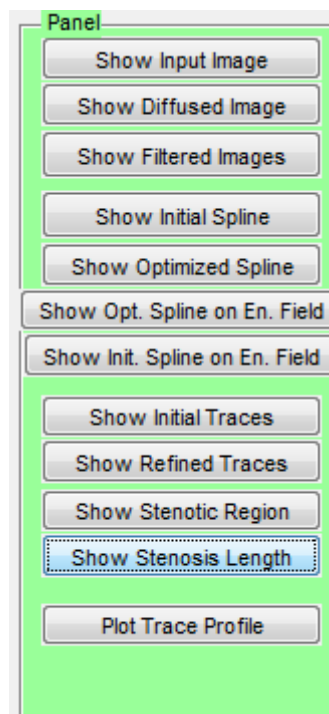 Panel
Show Input Image
Show Diffused Image
Show Filtered Images
Show Initial Spline
Show Optimized Spline
Show Opt. Spline on En. Field
Show Init. Spline on En. Field
Show Initial Traces
Show Refined Traces
Show Stenotic Region
Show Stenosis Length
Plot Trace Profile